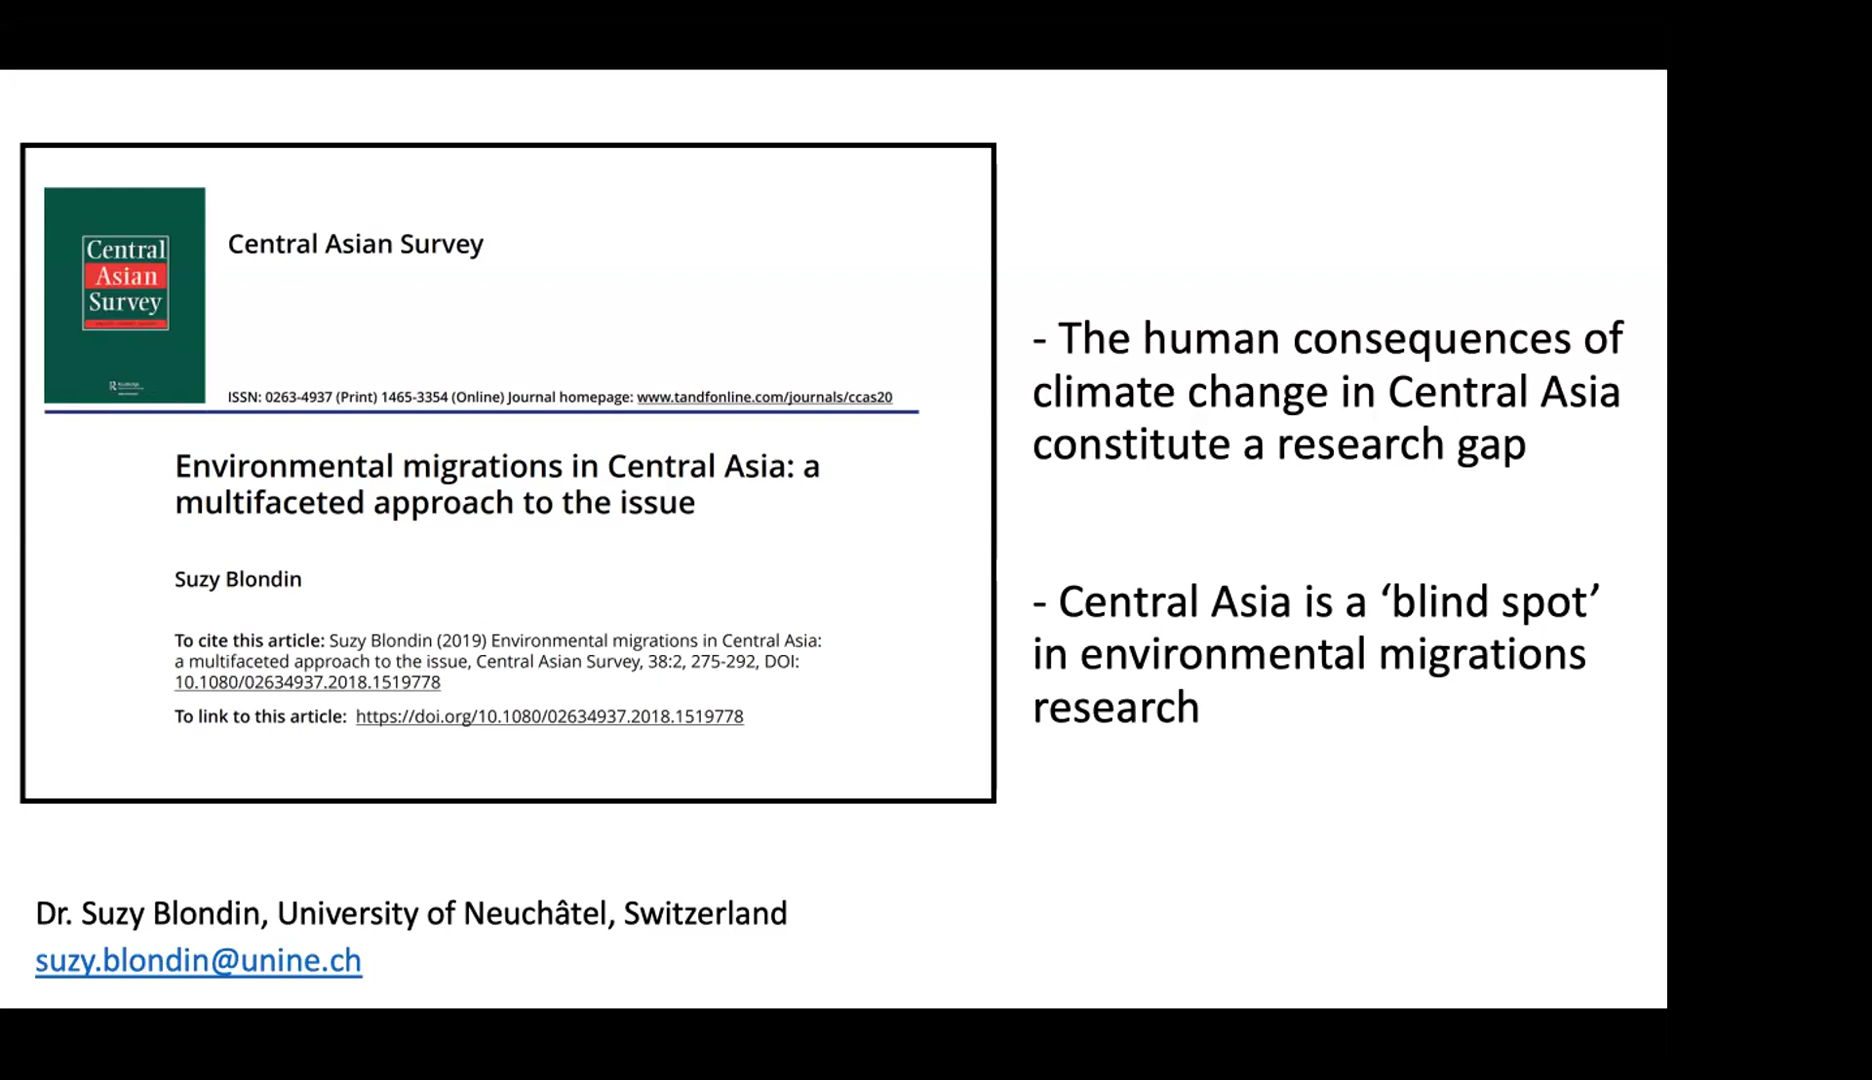 Central
Asian
Survey
Central Asian Survey
ISSN: 0263-4937 (Print) 1465-3354 (Online) Journal homepage: www.tandfonline.com/journals/ccas20
Environmental migrations in Central Asia: a
multifaceted approach to the issue
Suzy Blondin
To cite this article: Suzy Blondin (2019) Environmental migrations in Central Asia:
a multifaceted approach to the issue, Central Asian Survey, 38:2, 275-292, DOI:
10.1080/02634937.2018.1519778
To link to this article: https://doi.org/10.1080/02634937.2018.1519778
- The human consequences of
climate change in Central Asia
constitute a research gap
- Central Asia is a ‘blind spot’
in environmental migrations
research
Dr. Suzy Blondin, University of Neuchâtel, Switzerland
suzy.blondin@unine.ch